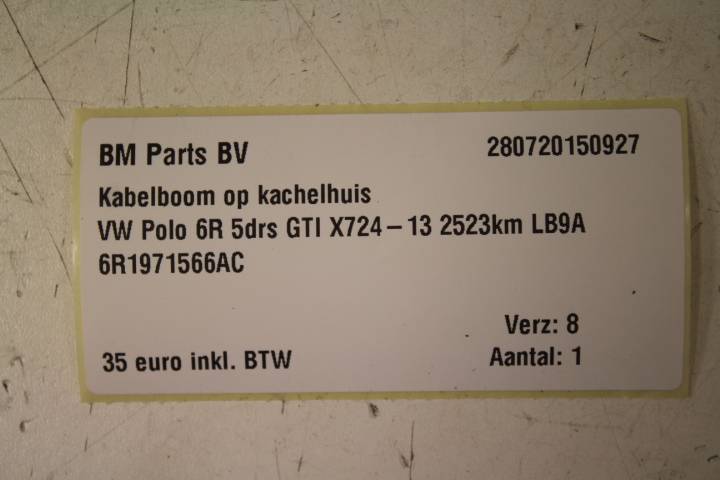 BM Parts BV 280720150927
Kabelboom op kachelhuis
VW Polo 6R 5drs GTI X724-13 2523km LB9A
6R1971566AC
Verz: 8
35 euro inkl. BTW Aantal: 1